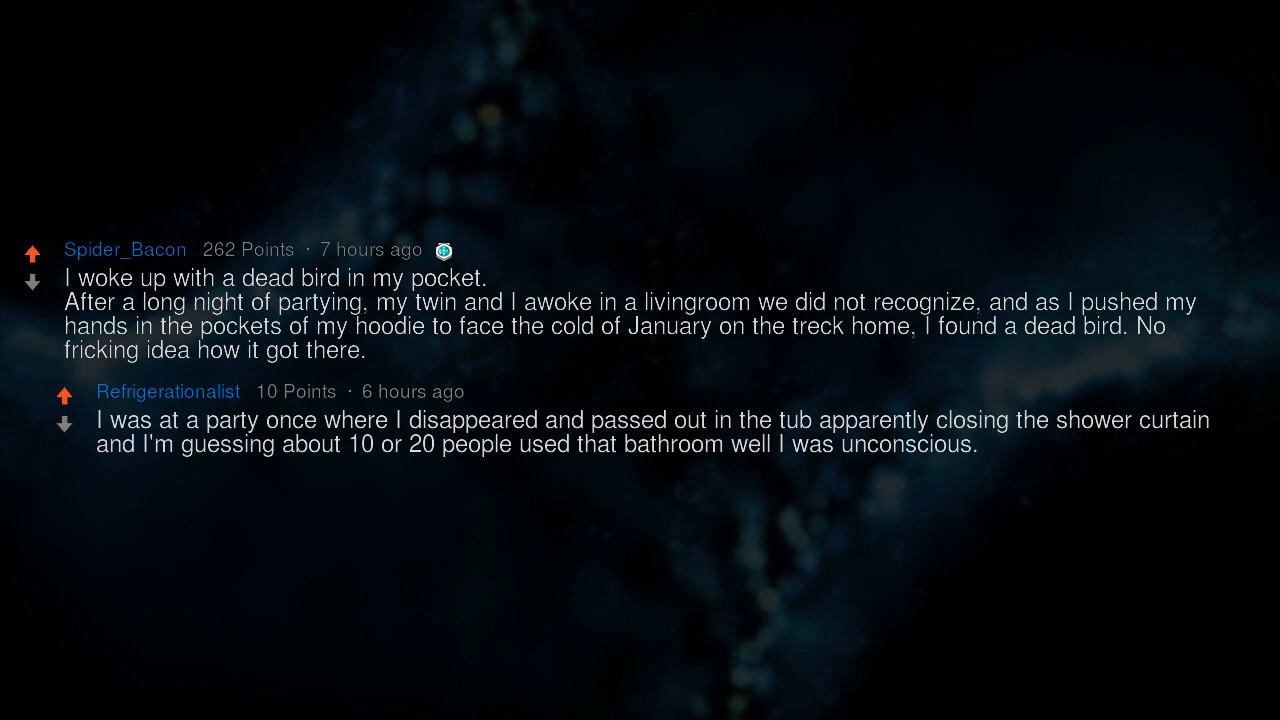 Spider_Bacon 262 Points · 7 hours ago
I woke up with a dead bird in my pocket.
After a long night of partying, my twin and I awoke in a livingroom we did not recognize, and as I pushed my
hands in the pockets of my hoodie to face the cold of January on the treck home, I found a dead bird. No
fricking idea how it got there.
Refrigerationalist 10 Points · 6 hours ago
I was at a party once where I disappeared and passed out in the tub apparently closing the shower curtain
and I'm guessing about 10 or 20 people used that bathroom well I was unconscious.